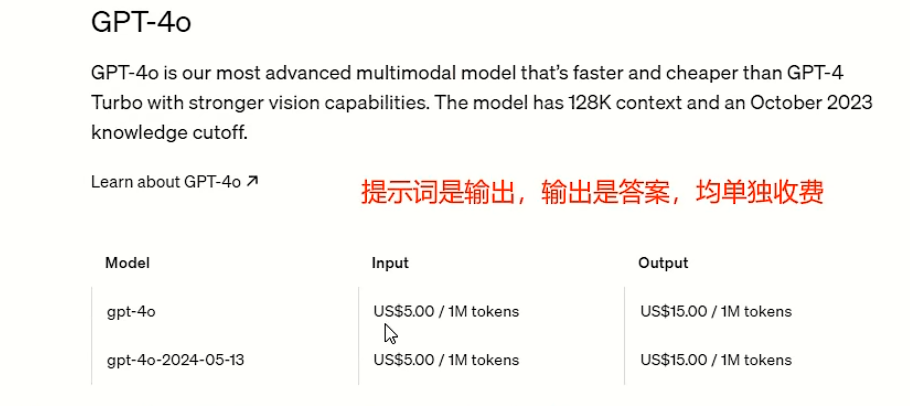 GPT-4o
GPT-4o is our most advanced multimodal model that's faster and cheaper than GPT-4
Turbo with stronger vision capabilities. The model has 128K context and an October 2023
knowledge cutoff.
Learn about GPT-4o ↗
提示词是输出，输出是答案，均单独收费
Model Input Output
gpt-4o US$5.00 / 1M tokens US$15.00 / 1M tokens
gpt-4o-2024-05-13 US$5.00 / 1M tokens US$15.00 / 1M tokens